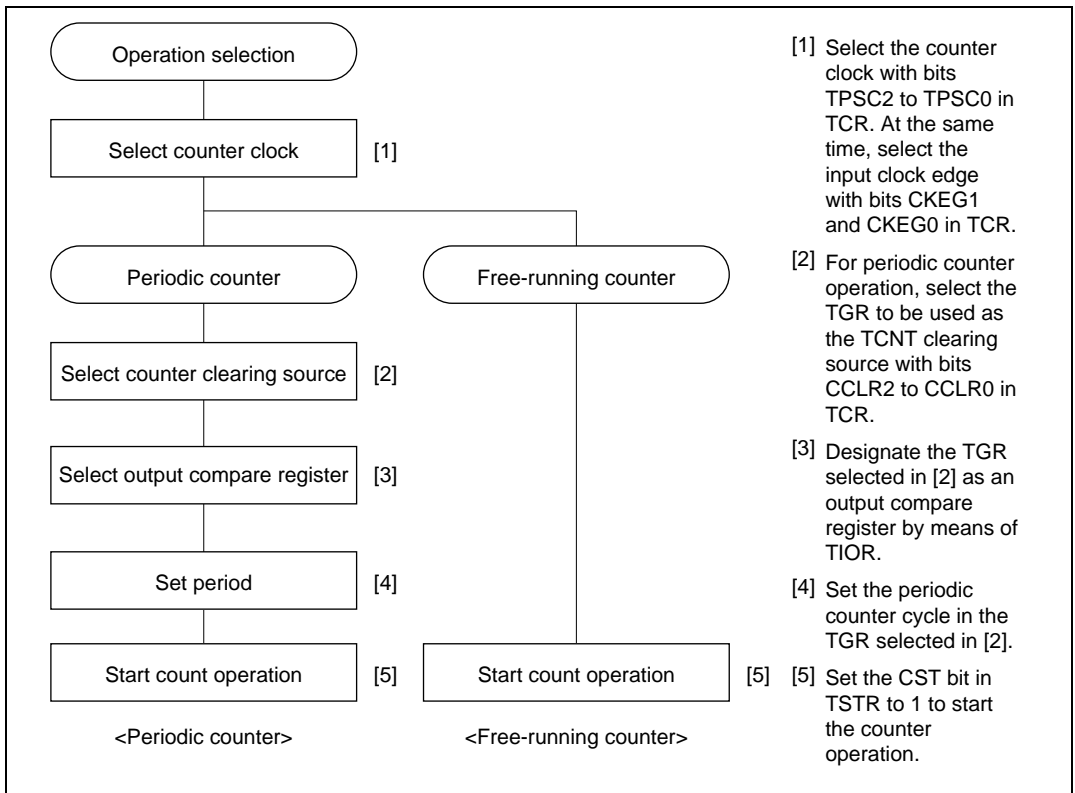 Operation selection
Select counter clock [1]
Periodic counter
Free-running counter
Select counter clearing source [2]
Select output compare register [3]
Set period [4]
Start count operation [5]
Start count operation [5]
<Periodic counter>
<Free-running counter>
[1] Select the counter
clock with bits
TPSC2 to TPSC0 in
TCR. At the same
time, select the
input clock edge
with bits CKEG1
and CKEG0 in TCR.
[2] For periodic counter
operation, select the
TGR to be used as
the TCNT clearing
source with bits
CCLR2 to CCLR0 in
TCR.
[3] Designate the TGR
selected in [2] as an
output compare
register by means of
TIOR.
[4] Set the periodic
counter cycle in the
TGR selected in [2].
[5] Set the CST bit in
TSTR to 1 to start
the counter
operation.